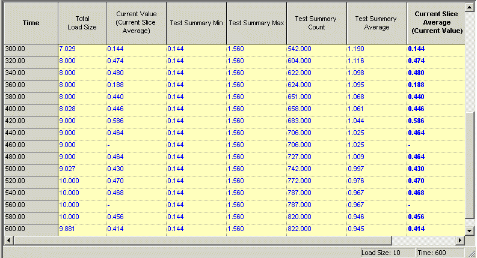 Time Total Load Size Current Value (Current Slice Average) Test Summary Min Test Summary Max Test Summary Count Test Summary Average Current Slice Average (Current Value)
300.00 7.029 0.144 0.144 1.560 542.000 1.190 0.144
320.00 8.000 0.474 0.144 1.560 604.000 1.116 0.474
340.00 8.000 0.480 0.144 1.560 622.000 1.098 0.480
360.00 8.000 0.188 0.144 1.560 624.000 1.095 0.188
380.00 8.000 0.440 0.144 1.560 651.000 1.068 0.440
400.00 8.028 0.446 0.144 1.560 658.000 1.061 0.446
420.00 9.000 0.586 0.144 1.560 683.000 1.044 0.586
440.00 9.000 0.464 0.144 1.560 706.000 1.025 0.464
460.00 9.000 - 0.144 1.560 706.000 1.025 -
480.00 9.000 0.464 0.144 1.560 727.000 1.009 0.464
500.00 9.027 0.430 0.144 1.560 742.000 0.997 0.430
520.00 10.000 0.470 0.144 1.560 772.000 0.976 0.470
540.00 10.000 0.468 0.144 1.560 787.000 0.967 0.468
560.00 10.000 - 0.144 1.560 787.000 0.967 -
580.00 10.000 0.456 0.144 1.560 820.000 0.946 0.456
600.00 9.881 0.414 0.144 1.560 822.000 0.945 0.414
Load Size: 10 Time: 600